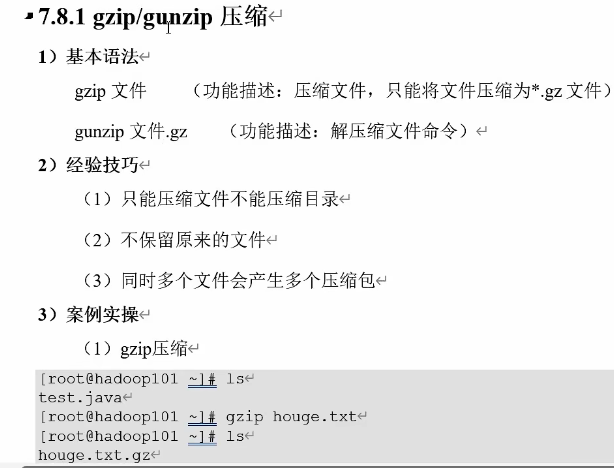 7.8.1 gzip/gunzip 压缩
1）基本语法
gzip 文件 （功能描述：压缩文件，只能将文件压缩为*.gz 文件）
gunzip 文件.gz （功能描述：解压缩文件命令）
2）经验技巧
（1）只能压缩文件不能压缩目录
（2）不保留原来的文件
（3）同时多个文件会产生多个压缩包
3）案例实操
（1）gzip压缩
[root@hadoop101 ~]# ls
test.java
[root@hadoop101 ~]# gzip houge.txt
[root@hadoop101 ~]# ls
houge.txt.gz